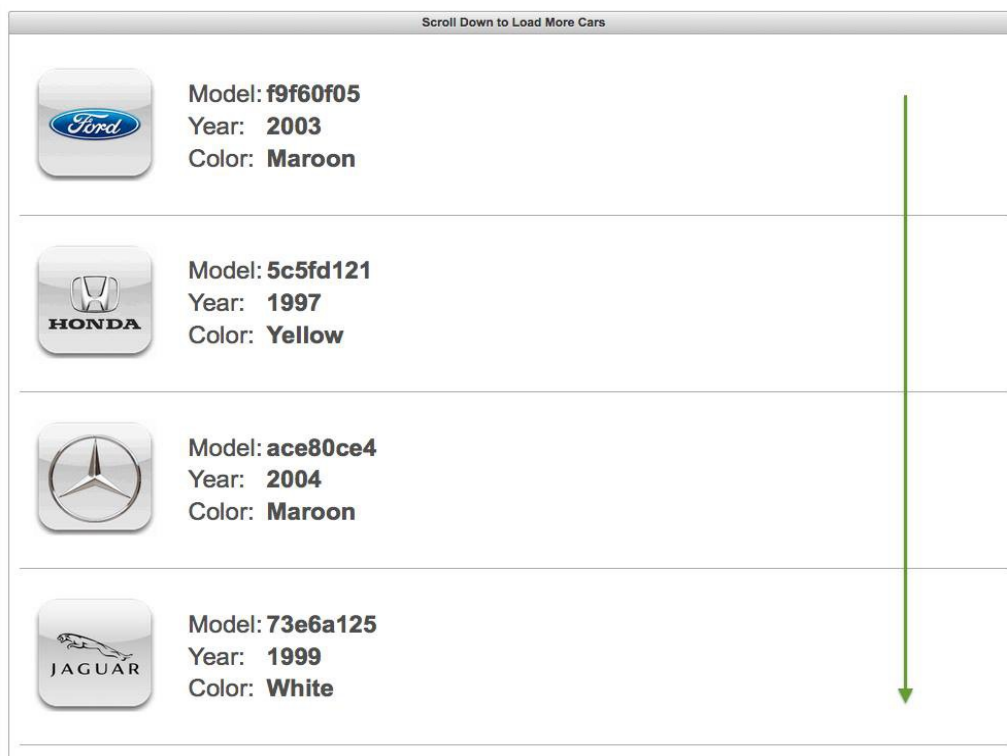 Scroll Down to Load More Cars
Ford
Model: f9f60f05
Year: 2003
Color: Maroon
HONDA
Model: 5c5fd121
Year: 1997
Color: Yellow
Model: ace80ce4
Year: 2004
Color: Maroon
JAGUAR
Model: 73e6a125
Year: 1999
Color: White